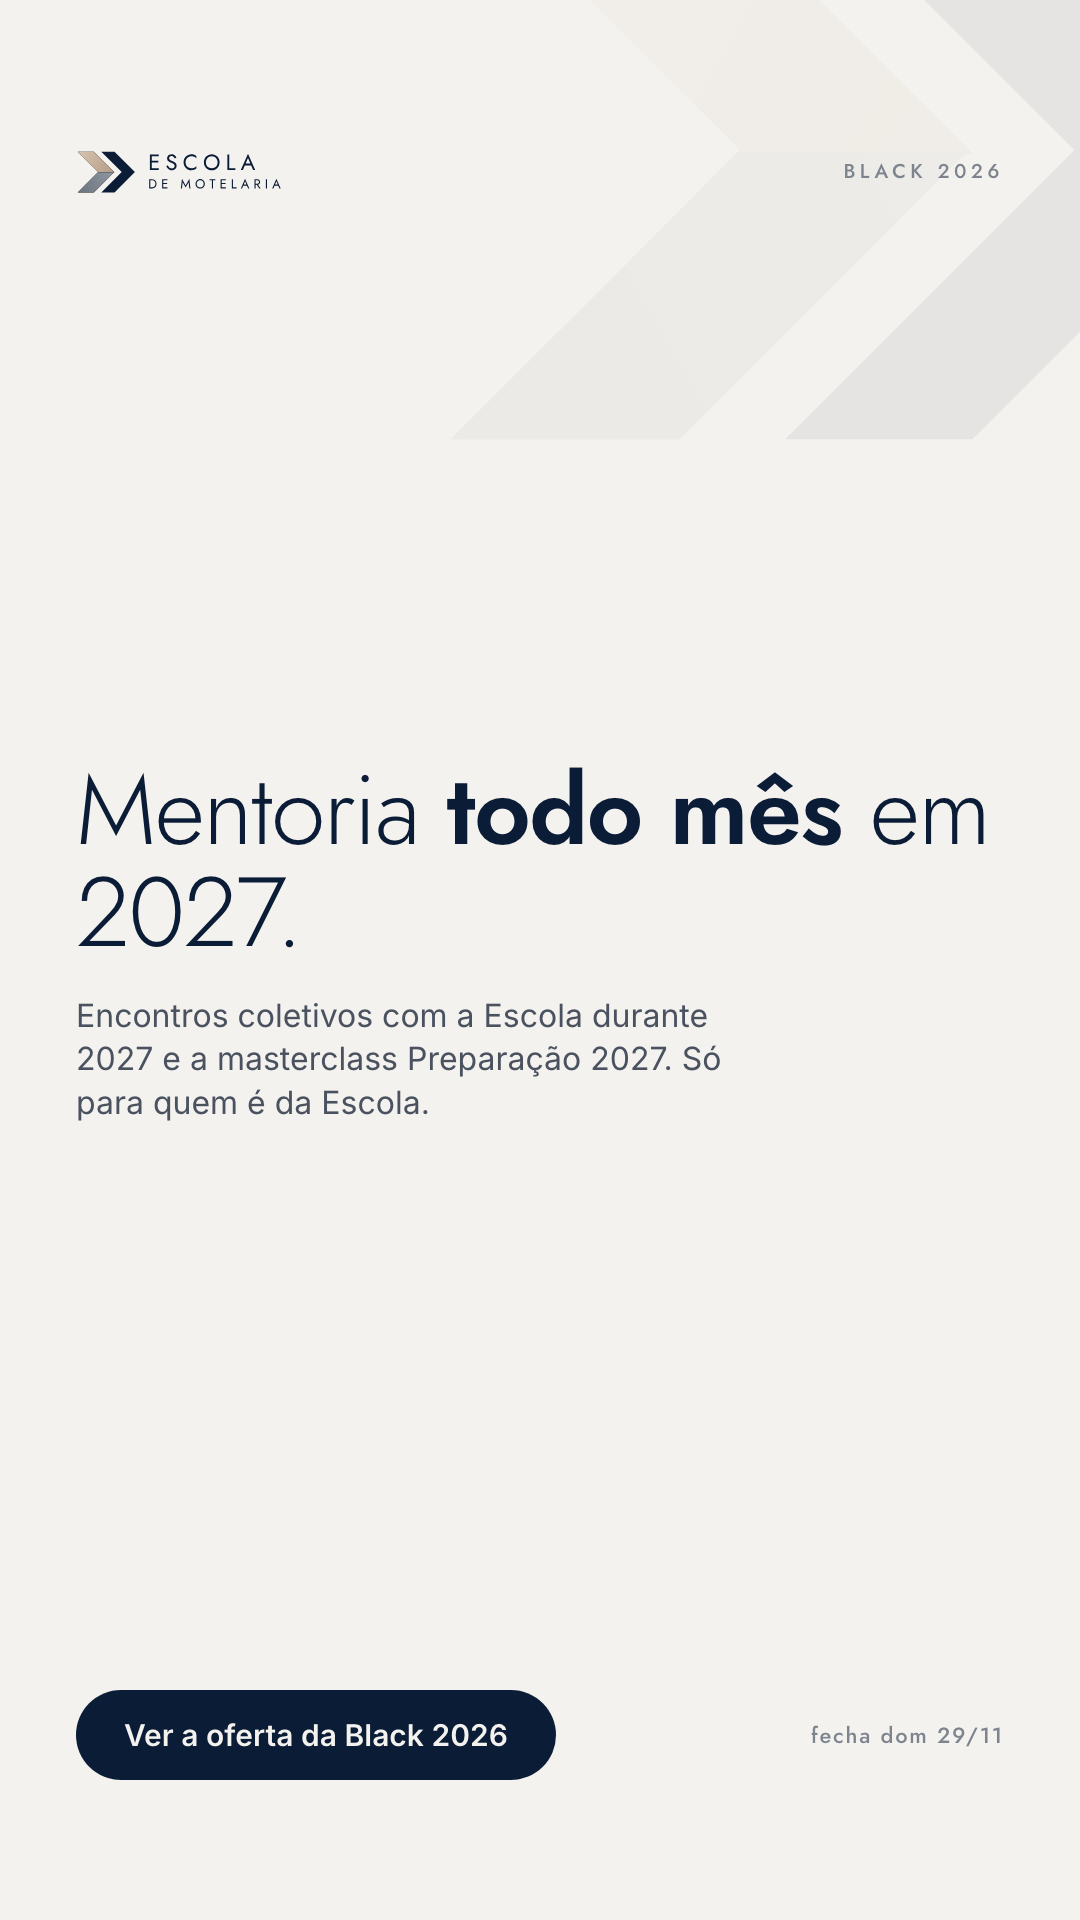 ESCOLA
DE MOTELARIA
BLACK 2026
Mentoria todo mês em
2027.
Encontros coletivos com a Escola durante
2027 e a masterclass Preparação 2027. Só
para quem é da Escola.
Ver a oferta da Black 2026
fecha dom 29/11